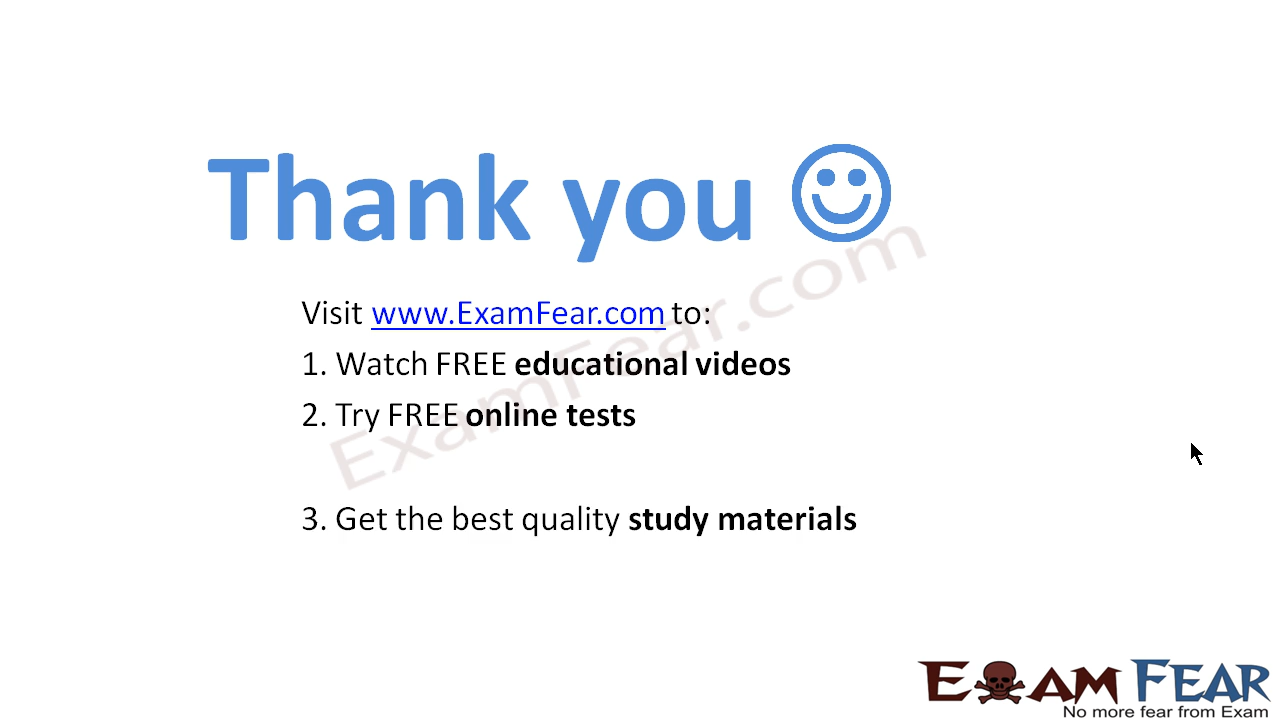 Thank you
Visit www.ExamFear.com to:
1. Watch FREE educational videos
2. Try FREE online tests
3. Get the best quality study materials
ExamFear.com
EXAM FEAR
No more fear from Exam